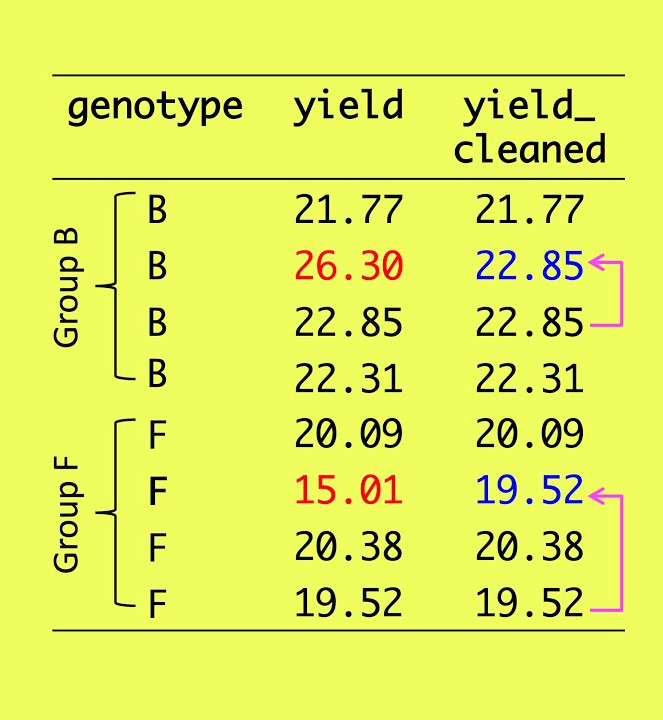 genotype yield yield_
cleaned
Group B
B 21.77 21.77
B 26.30 22.85
B 22.85 22.85
B 22.31 22.31
Group F
F 20.09 20.09
F 15.01 19.52
F 20.38 20.38
F 19.52 19.52